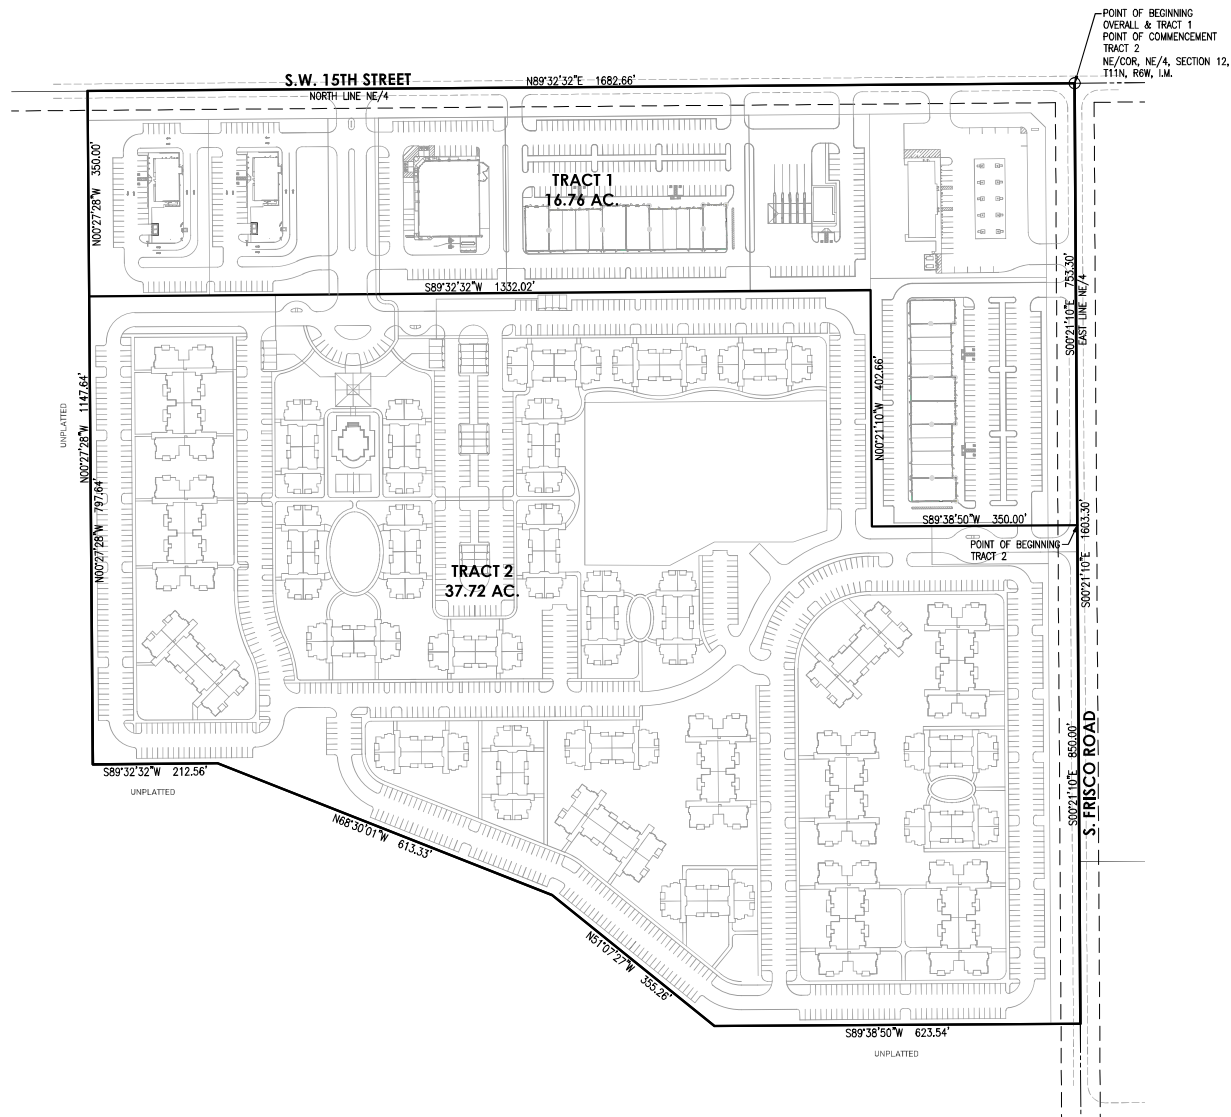 POINT OF BEGINNING
OVERALL & TRACT 1
POINT OF COMMENCEMENT
TRACT 2
NE/COR, NE/4, SECTION 12,
T11N, R6W, I.M.
S.W. 15TH STREET
N89°32'32"E 1682.66'
NORTH LINE NE/4
N00°27'28"W 350.00'
TRACT 1
16.76 AC.
S00°21'10"E 753.30'
EAST LINE NE/4
S89°32'32"W 1332.02'
N00°21'10"W 402.66'
UNPLATTED
N00°27'28"W 1147.64'
N00°27'28"W 797.64'
S89°38'50"W 350.00'
POINT OF BEGINNING
TRACT 2
S00°21'10"E 1603.30'
TRACT 2
37.72 AC.
S00°21'10"E 850.00'
S. FRISCO ROAD
S89°32'32"W 212.56'
UNPLATTED
N68°30'01"W 613.33'
N51°07'27"W 355.26'
S89°38'50"W 623.54'
UNPLATTED